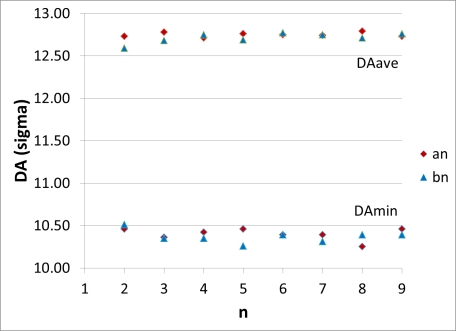 13.00
12.50
12.00
11.50
11.00
10.50
10.00
DA (sigma)
DAave
DAmin
an
bn
1 2 3 4 5 6 7 8 9
n